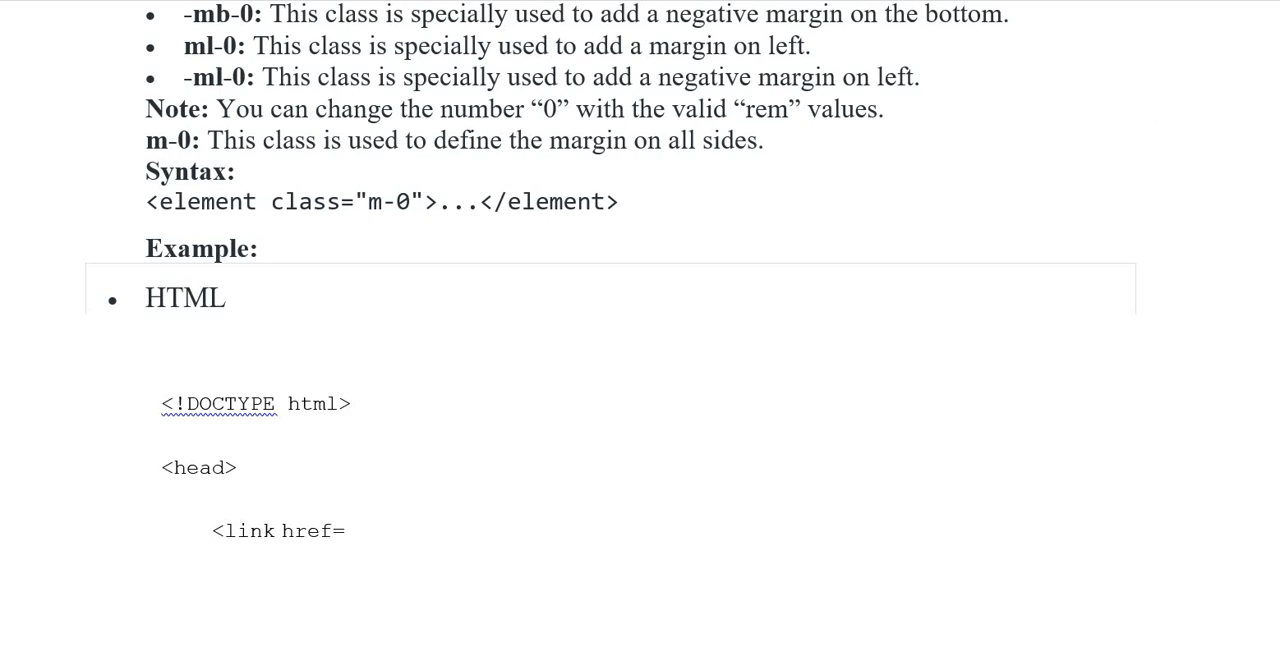 • -mb-0: This class is specially used to add a negative margin on the bottom.
• ml-0: This class is specially used to add a margin on left.
• -ml-0: This class is specially used to add a negative margin on left.
Note: You can change the number “0” with the valid “rem” values.
m-0: This class is used to define the margin on all sides.
Syntax:
<element class="m-0">...</element>
Example:
• HTML
<!DOCTYPE html>
<head>
<link href=